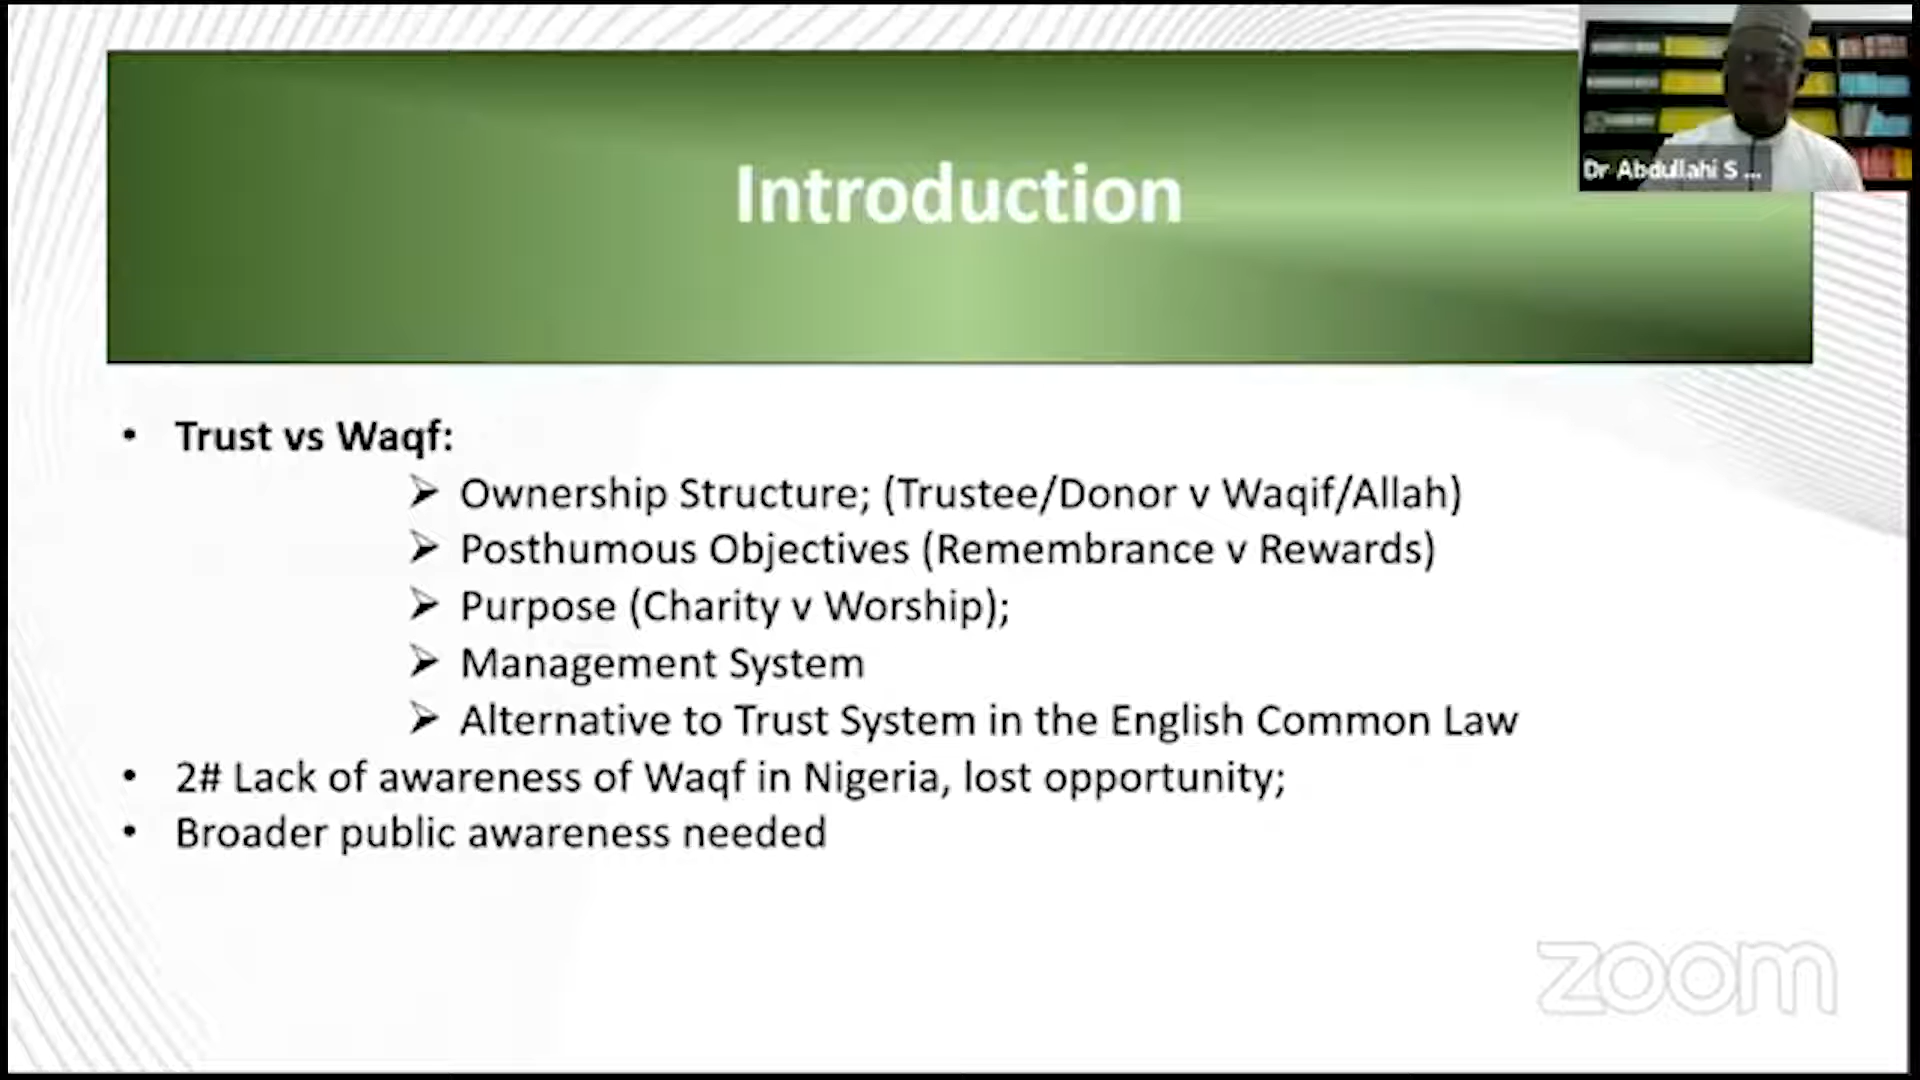 Introduction
Dr Abdullahi S ...
• Trust vs Waqf:
➢ Ownership Structure; (Trustee/Donor v Waqif/Allah)
➢ Posthumous Objectives (Remembrance v Rewards)
➢ Purpose (Charity v Worship);
➢ Management System
➢ Alternative to Trust System in the English Common Law
• 2# Lack of awareness of Waqf in Nigeria, lost opportunity;
• Broader public awareness needed
zoom